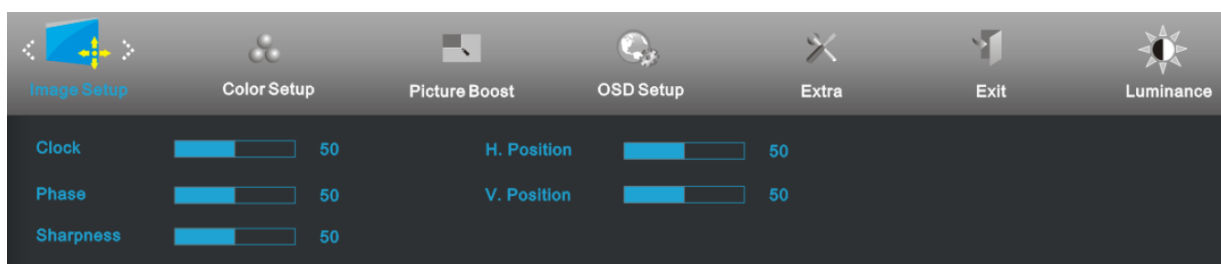 Image Setup Color Setup Picture Boost OSD Setup Extra Exit Luminance
Clock 50 H. Position 50
Phase 50 V. Position 50
Sharpness 50